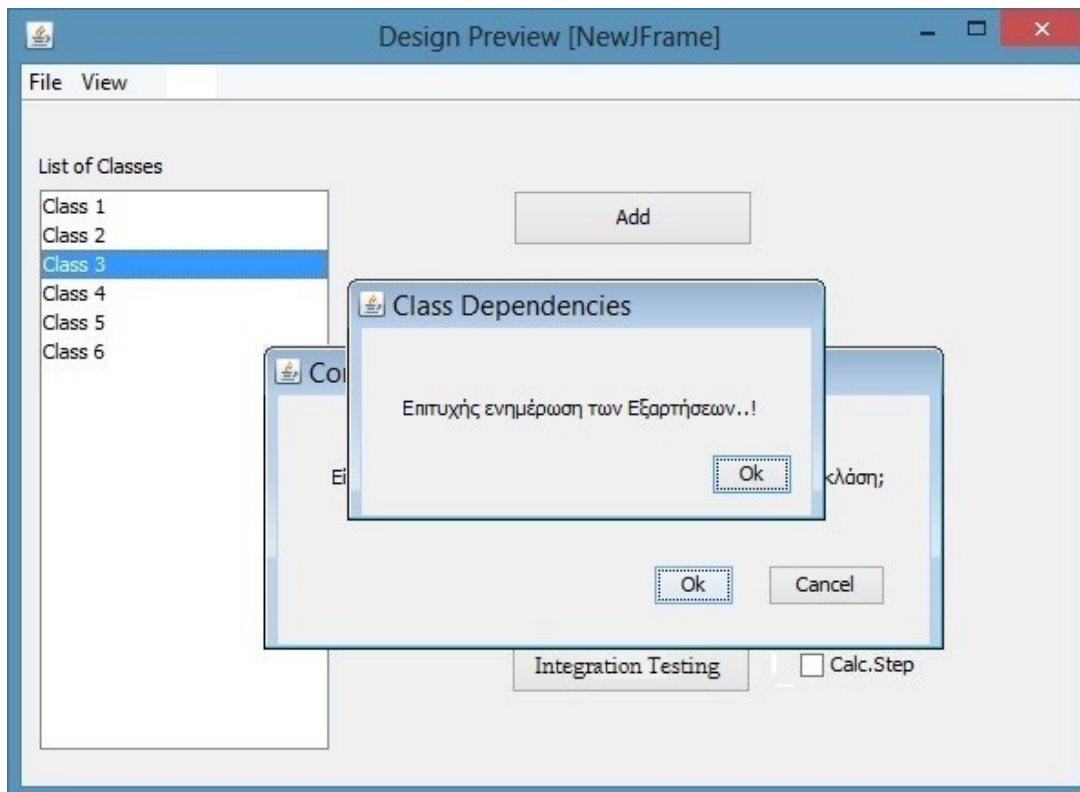 Design Preview [NewJFrame]
File View
List of Classes
Class 1
Class 2
Class 3
Class 4
Class 5
Class 6
Add
Class Dependencies
Επιτυχής ενημέρωση των Εξαρτήσεων..!
Ok
κλάση;
Ok Cancel
Integration Testing
Calc.Step